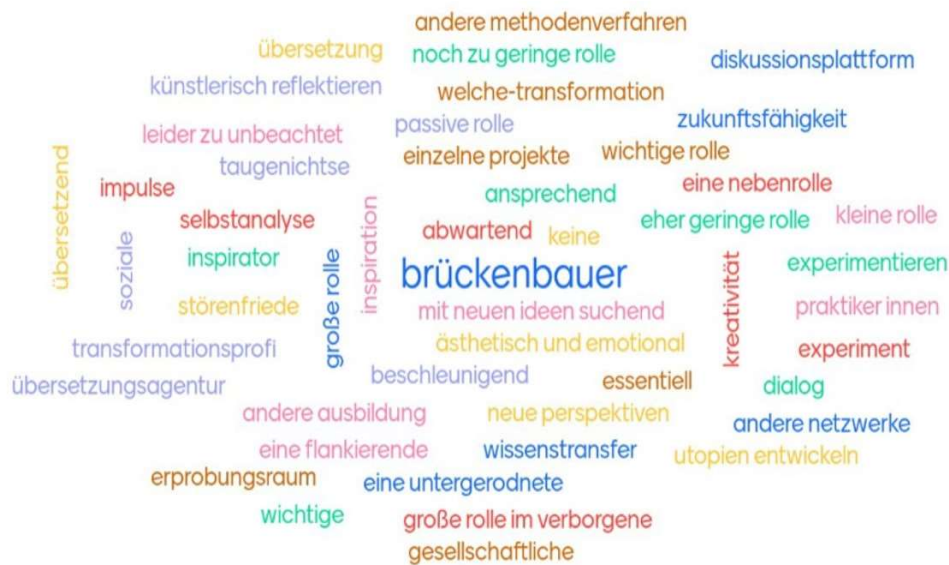 andere methodenverfahren
übersetzung
noch zu geringe rolle
diskussionsplattform
künstlerisch reflektieren
welche-transformation
leider zu unbeachtet
passive rolle
zukunftsfähigkeit
taugenichtse
einzelne projekte
wichtige rolle
übersetzend
impulse
ansprechend
eine nebenrolle
selbstanalyse
inspiration
abwartend
keine
eher geringe rolle
kleine rolle
soziale
inspirator
große rolle
brückenbauer
kreativität
experimentieren
störenfriede
mit neuen ideen suchend
praktiker innen
transformationsprofi
ästhetisch und emotional
experiment
übersetzungsagentur
beschleunigend
essentiell
dialog
andere ausbildung
neue perspektiven
andere netzwerke
eine flankierende
wissenstransfer
utopien entwickeln
erprobungsraum
eine untergerodnete
wichtige
große rolle im verborgene
gesellschaftliche